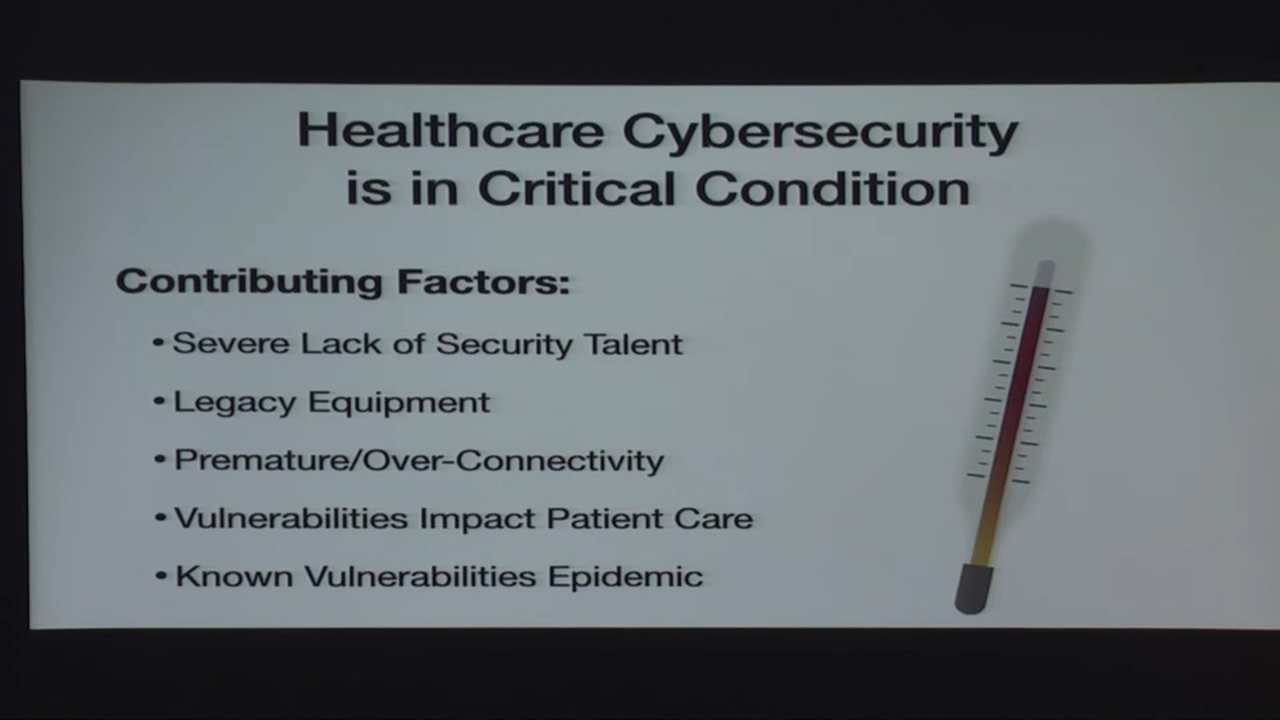 Healthcare Cybersecurity
is in Critical Condition
Contributing Factors:
• Severe Lack of Security Talent
• Legacy Equipment
• Premature/Over-Connectivity
• Vulnerabilities Impact Patient Care
• Known Vulnerabilities Epidemic